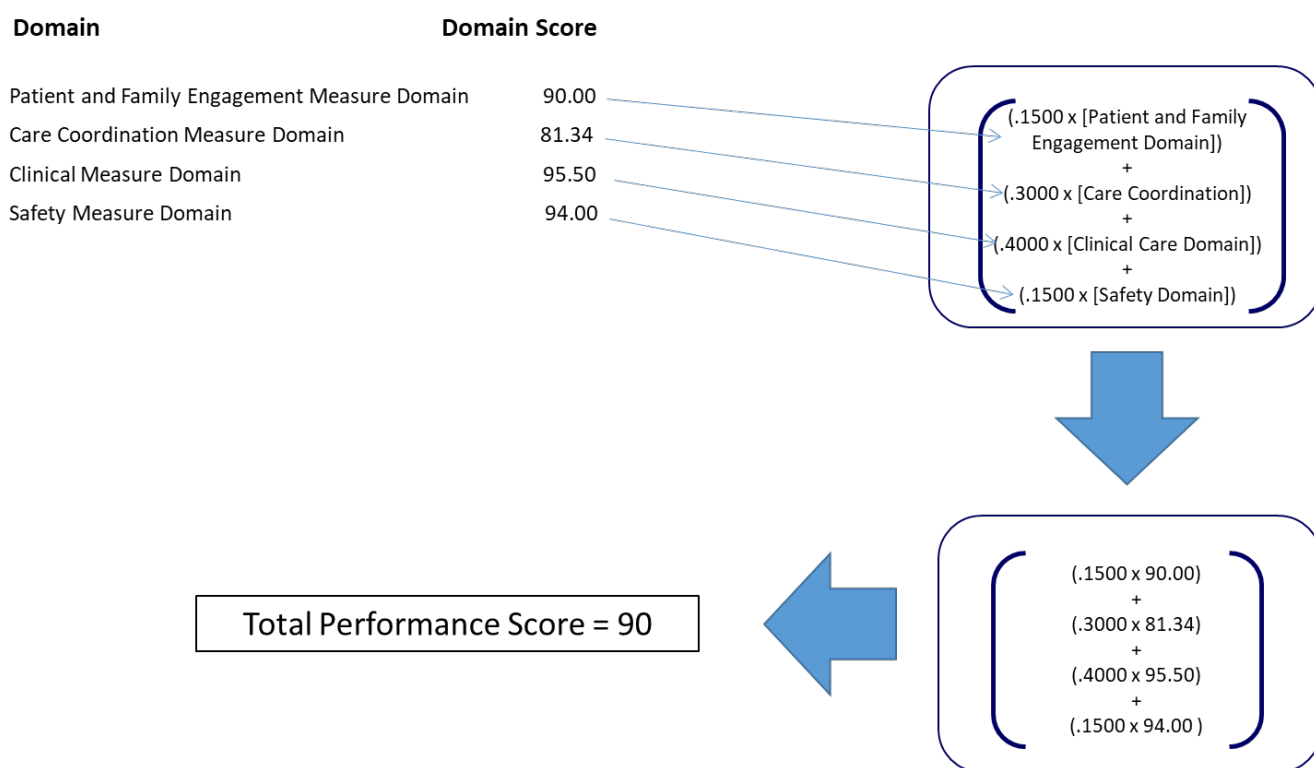 Domain Domain Score
Patient and Family Engagement Measure Domain 90.00
Care Coordination Measure Domain 81.34
Clinical Measure Domain 95.50
Safety Measure Domain 94.00
(.1500 x [Patient and Family
Engagement Domain])
+
(.3000 x [Care Coordination])
+
(.4000 x [Clinical Care Domain])
+
(.1500 x [Safety Domain])
(.1500 x 90.00)
+
(.3000 x 81.34)
+
(.4000 x 95.50)
+
(.1500 x 94.00 )
Total Performance Score = 90